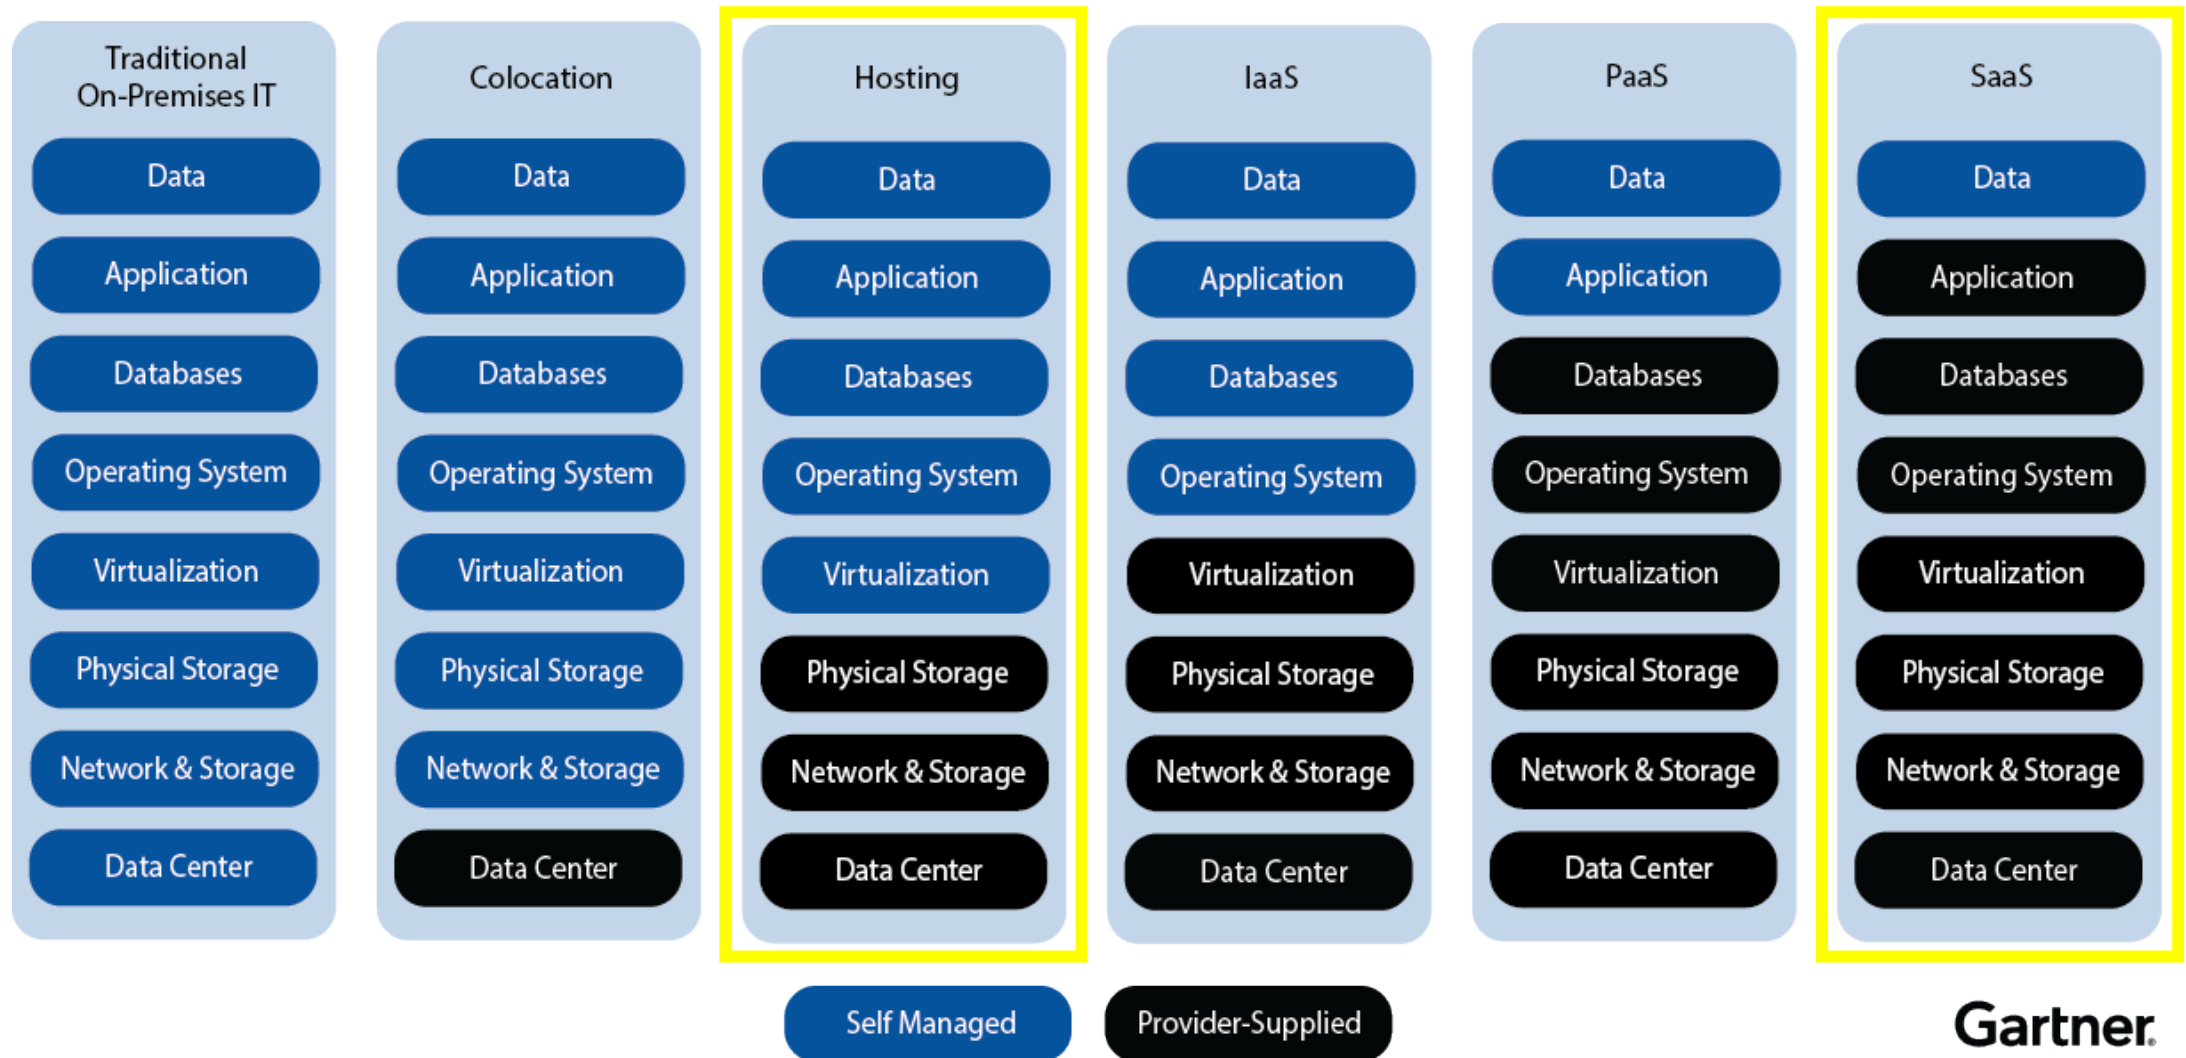 Traditional
On-Premises IT
Data
Application
Databases
Operating System
Virtualization
Physical Storage
Network & Storage
Data Center
Colocation
Data
Application
Databases
Operating System
Virtualization
Physical Storage
Network & Storage
Data Center
Hosting
Data
Application
Databases
Operating System
Virtualization
Physical Storage
Network & Storage
Data Center
IaaS
Data
Application
Databases
Operating System
Virtualization
Physical Storage
Network & Storage
Data Center
PaaS
Data
Application
Databases
Operating System
Virtualization
Physical Storage
Network & Storage
Data Center
SaaS
Data
Application
Databases
Operating System
Virtualization
Physical Storage
Network & Storage
Data Center
Self Managed
Provider-Supplied
Gartner®